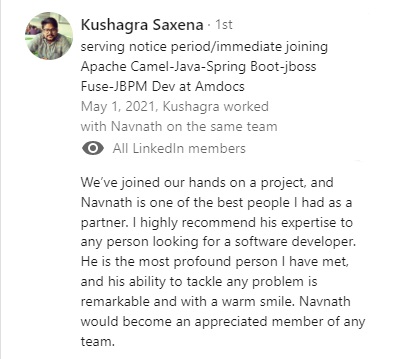 Kushagra Saxena · 1st
serving notice period/immediate joining
Apache Camel-Java-Spring Boot-jboss
Fuse-JBPM Dev at Amdocs
May 1, 2021, Kushagra worked
with Navnath on the same team
All LinkedIn members
We’ve joined our hands on a project, and
Navnath is one of the best people I had as a
partner. I highly recommend his expertise to
any person looking for a software developer.
He is the most profound person I have met,
and his ability to tackle any problem is
remarkable and with a warm smile. Navnath
would become an appreciated member of any
team.